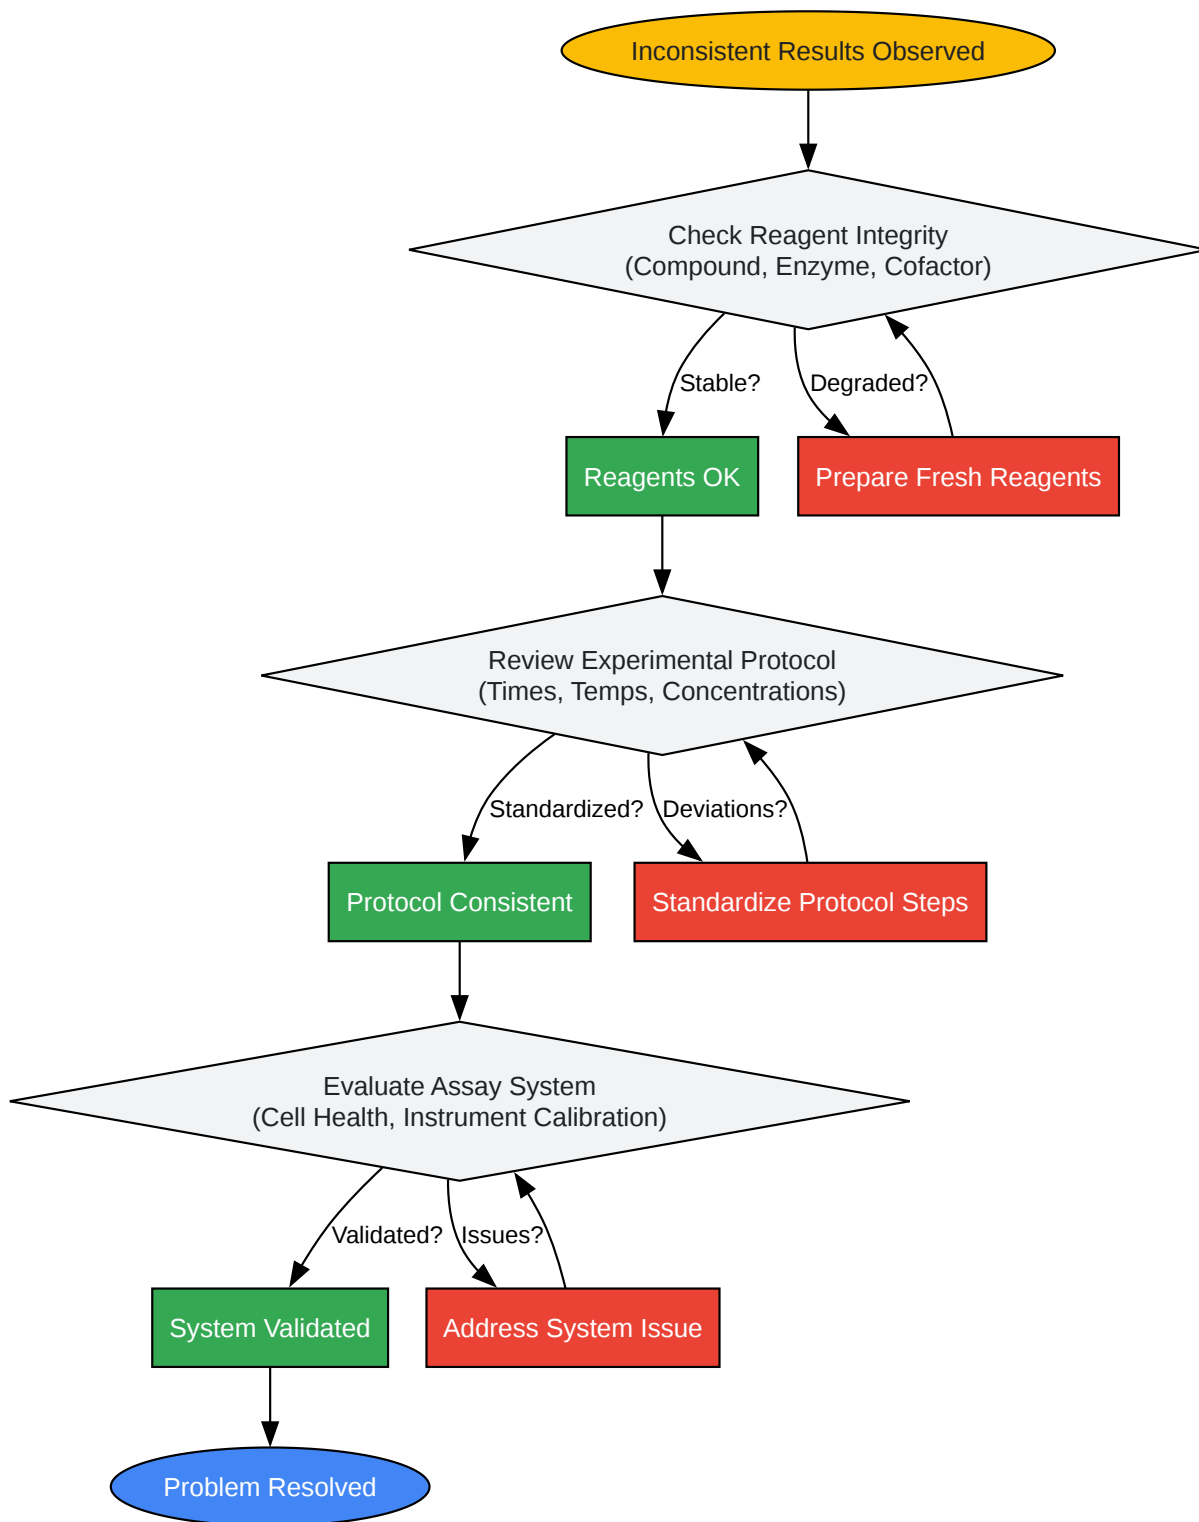 Inconsistent Results Observed
Check Reagent Integrity
(Compound, Enzyme, Cofactor)
Stable?
Degraded?
Reagents OK
Prepare Fresh Reagents
Review Experimental Protocol
(Times, Temps, Concentrations)
Standardized?
Deviations?
Protocol Consistent
Standardize Protocol Steps
Evaluate Assay System
(Cell Health, Instrument Calibration)
Validated?
Issues?
System Validated
Address System Issue
Problem Resolved